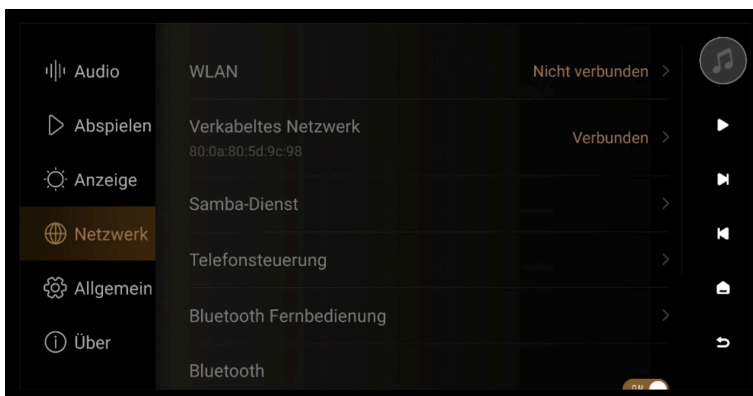 Audio
Abspielen
Anzeige
Netzwerk
Allgemein
Über
WLAN
Nicht verbunden
Verkabeltes Netzwerk
80:0a:80:5d:9c:98
Verbunden
Samba-Dienst
Telefonsteuerung
Bluetooth Fernbedienung
Bluetooth
ON